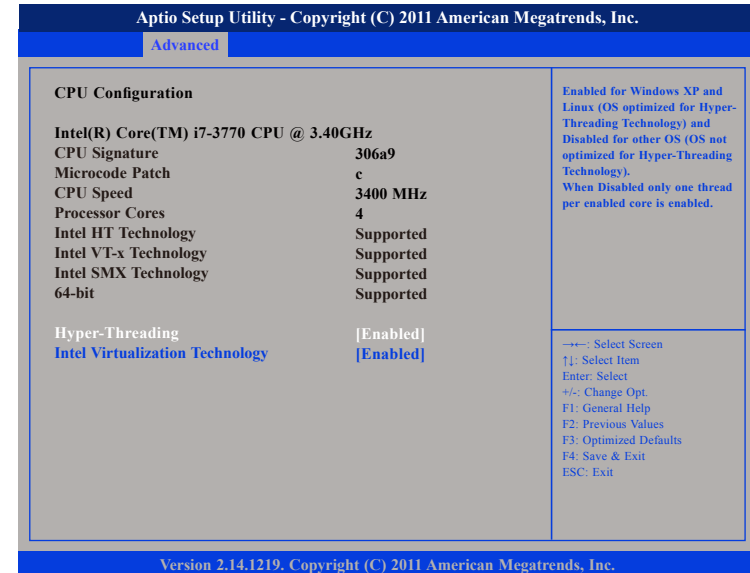 Aptio Setup Utility - Copyright (C) 2011 American Megatrends, Inc.
Advanced
CPU Configuration
Intel(R) Core(TM) i7-3770 CPU @ 3.40GHz
CPU Signature 306a9
Microcode Patch c
CPU Speed 3400 MHz
Processor Cores 4
Intel HT Technology Supported
Intel VT-x Technology Supported
Intel SMX Technology Supported
64-bit Supported
Hyper-Threading [Enabled]
Intel Virtualization Technology [Enabled]
Enabled for Windows XP and
Linux (OS optimized for Hyper-
Threading Technology) and
Disabled for other OS (OS not
optimized for Hyper-Threading
Technology).
When Disabled only one thread
per enabled core is enabled.
→←: Select Screen
↑↓: Select Item
Enter: Select
+/-: Change Opt.
F1: General Help
F2: Previous Values
F3: Optimized Defaults
F4: Save & Exit
ESC: Exit
Version 2.14.1219. Copyright (C) 2011 American Megatrends, Inc.